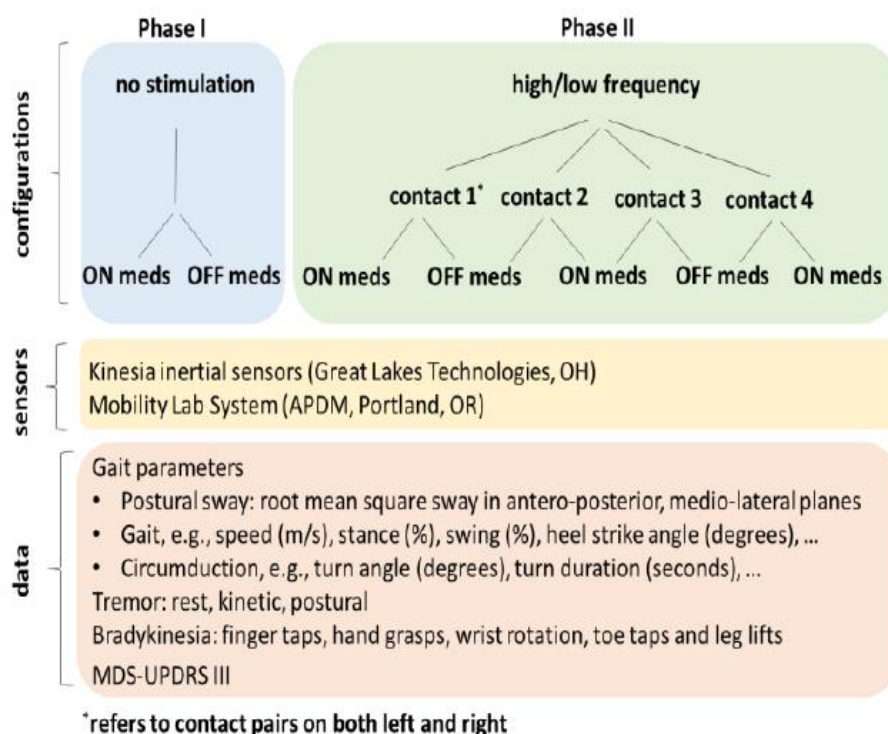 Phase I
Phase II
configurations
no stimulation
high/low frequency
contact 1*
contact 2
contact 3
contact 4
ON meds
OFF meds
ON meds
OFF meds
ON meds
OFF meds
ON meds
sensors
Kinesia inertial sensors (Great Lakes Technologies, OH)
Mobility Lab System (APDM, Portland, OR)
data
Gait parameters
• Postural sway: root mean square sway in antero-posterior, medio-lateral planes
• Gait, e.g., speed (m/s), stance (%), swing (%), heel strike angle (degrees), ...
• Circumduction, e.g., turn angle (degrees), turn duration (seconds), ...
Tremor: rest, kinetic, postural
Bradykinesia: finger taps, hand grasps, wrist rotation, toe taps and leg lifts
MDS-UPDRS III
*refers to contact pairs on both left and right